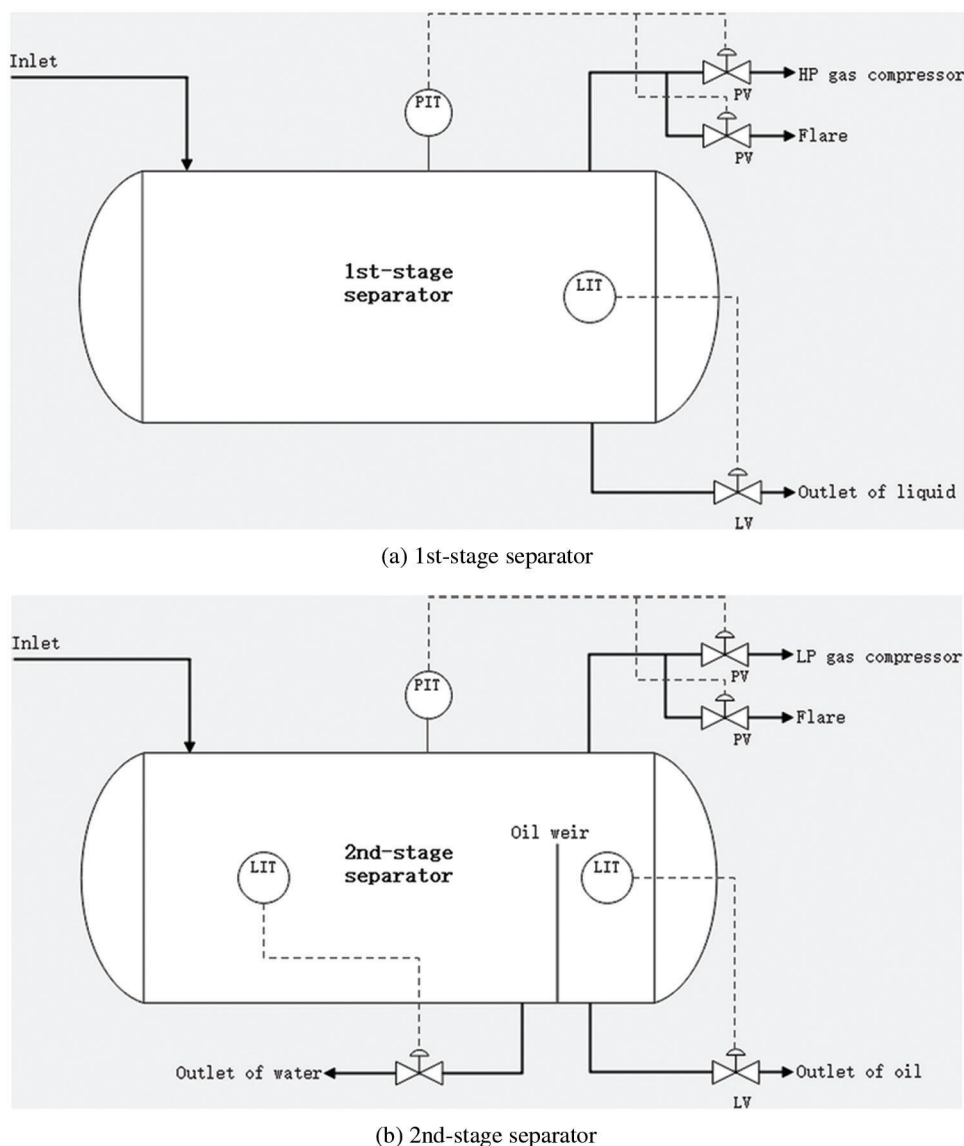 Inlet
PIT
HP gas compressor
PV
Flare
PV
1st-stage
separator
LIT
Outlet of liquid
LV
(a) 1st-stage separator
Inlet
PIT
LP gas compressor
PV
Flare
PV
Oil weir
2nd-stage
separator
LIT
LIT
Outlet of water
Outlet of oil
LV
(b) 2nd-stage separator